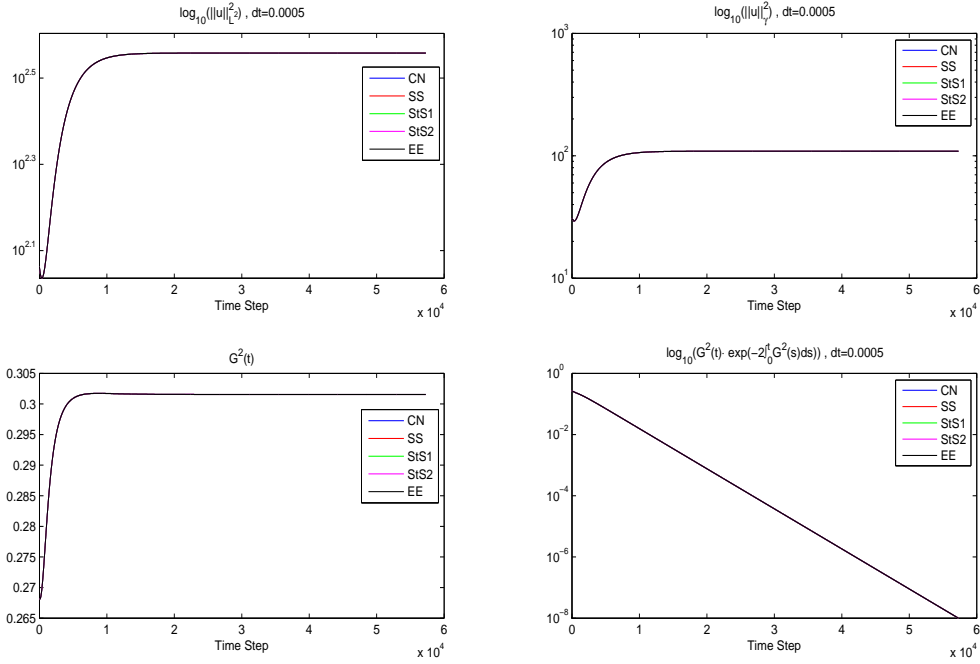 log10(||u||²L²) , dt=0.0005
10^2.5
10^2.3
10^2.1
CN
SS
StS1
StS2
EE
0 1 2 3 4 5 6
x 10^4
Time Step
log10(||u||²γ) , dt=0.0005
10^3
10^2
10^1
CN
SS
StS1
StS2
EE
0 1 2 3 4 5 6
x 10^4
Time Step
G²(t)
0.305
0.3
0.295
0.29
0.285
0.28
0.275
0.27
0.265
CN
SS
StS1
StS2
EE
0 1 2 3 4 5 6
x 10^4
Time Step
log10(G²(t)· exp(-2∫0^t G²(s)ds)) , dt=0.0005
10^0
10^-2
10^-4
10^-6
10^-8
CN
SS
StS1
StS2
EE
0 1 2 3 4 5 6
x 10^4
Time Step